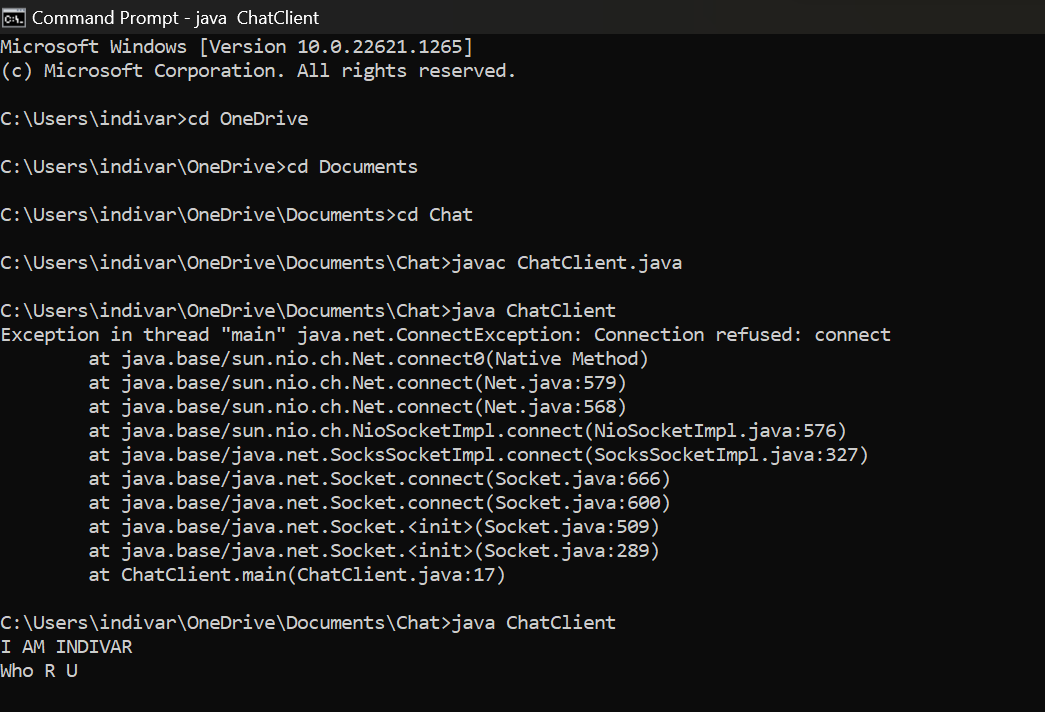 Command Prompt - java  ChatClient
Microsoft Windows [Version 10.0.22621.1265]
(c) Microsoft Corporation. All rights reserved.
C:\Users\indivar>cd OneDrive
C:\Users\indivar\OneDrive>cd Documents
C:\Users\indivar\OneDrive\Documents>cd Chat
C:\Users\indivar\OneDrive\Documents\Chat>javac ChatClient.java
C:\Users\indivar\OneDrive\Documents\Chat>java ChatClient
Exception in thread "main" java.net.ConnectException: Connection refused: connect
        at java.base/sun.nio.ch.Net.connect0(Native Method)
        at java.base/sun.nio.ch.Net.connect(Net.java:579)
        at java.base/sun.nio.ch.Net.connect(Net.java:568)
        at java.base/sun.nio.ch.NioSocketImpl.connect(NioSocketImpl.java:576)
        at java.base/java.net.SocksSocketImpl.connect(SocksSocketImpl.java:327)
        at java.base/java.net.Socket.connect(Socket.java:666)
        at java.base/java.net.Socket.connect(Socket.java:600)
        at java.base/java.net.Socket.<init>(Socket.java:509)
        at java.base/java.net.Socket.<init>(Socket.java:289)
        at ChatClient.main(ChatClient.java:17)
C:\Users\indivar\OneDrive\Documents\Chat>java ChatClient
I AM INDIVAR
Who R U